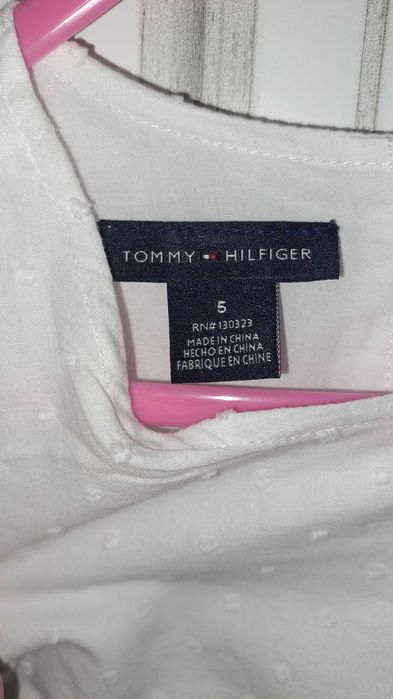 TOMMY HILFIGER
5
RN# 130323
MADE IN CHINA
HECHO EN CHINA
FABRIQUE EN CHINE